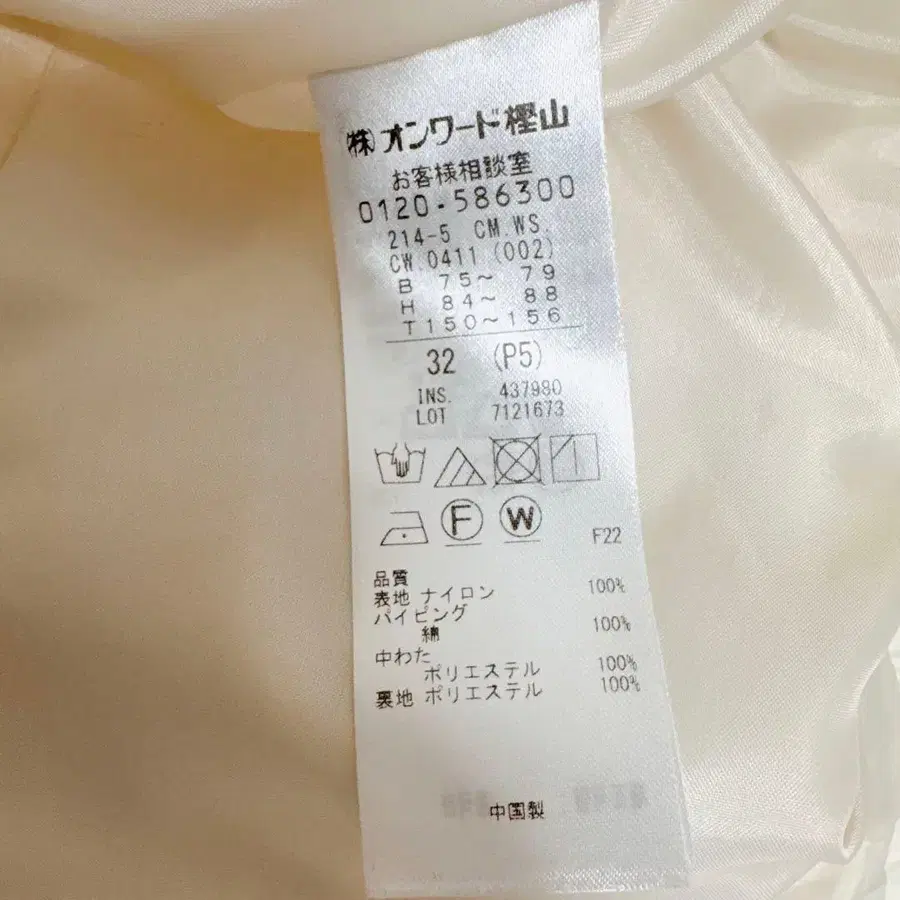 (株)オンワード樫山
お客様相談室
0120-586300
214-5 CM.WS.
CW.0411 (002)
B 75～ 79
H 84～ 88
T150～156
32 (P5)
INS. 437980
LOT 7121673
F W
F22
品質
表地 ナイロン 100%
パイピング
綿 100%
中わた
ポリエステル 100%
裏地 ポリエステル 100%
中国製